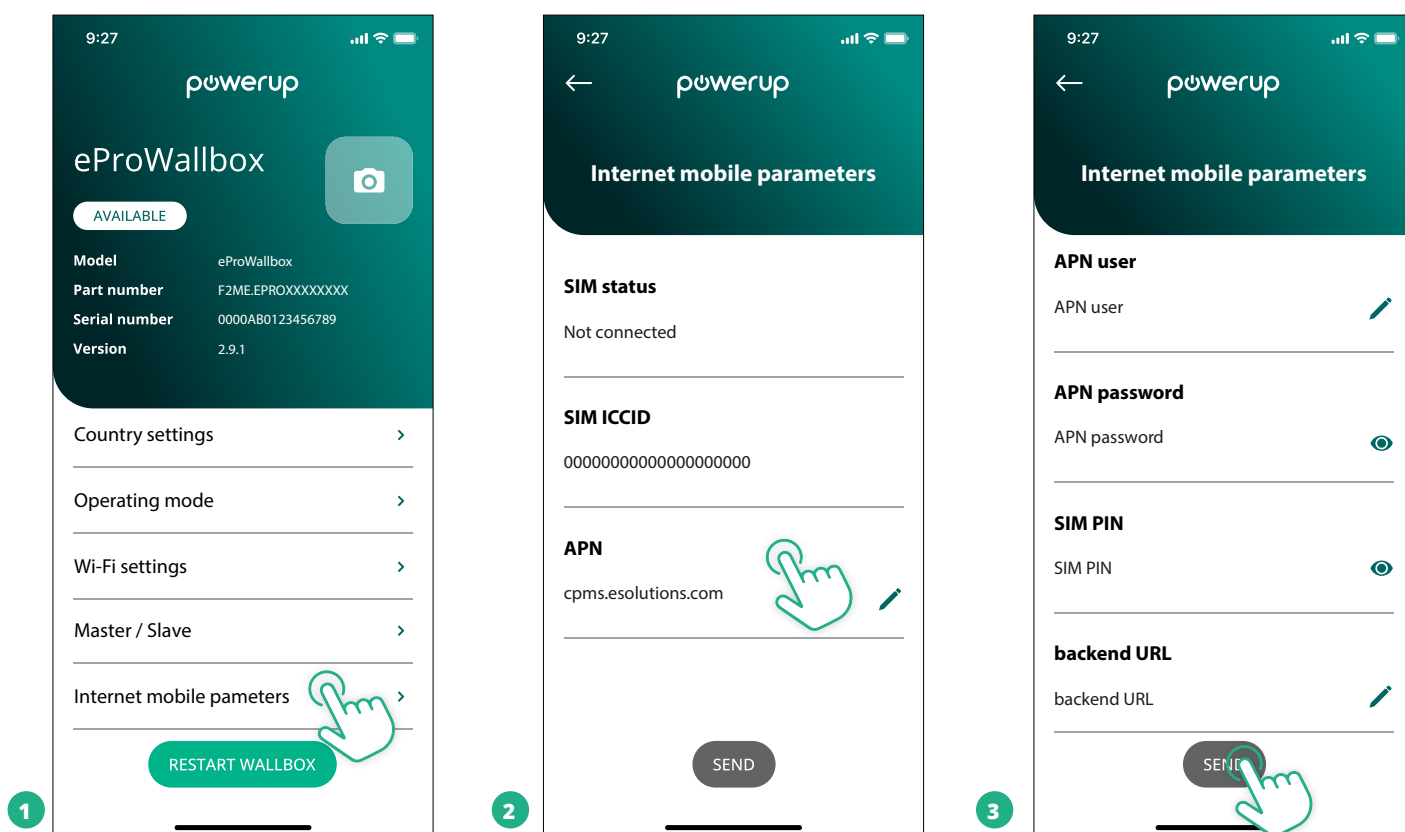 9:27
powerup
eProWallbox
AVAILABLE
Model eProWallbox
Part number F2ME.EPROXXXXXXXX
Serial number 0000AB0123456789
Version 2.9.1
Country settings
Operating mode
Wi-Fi settings
Master / Slave
Internet mobile pameters
RESTART WALLBOX
1
9:27
powerup
Internet mobile parameters
SIM status
Not connected
SIM ICCID
00000000000000000000
APN
cpms.esolutions.com
SEND
2
9:27
powerup
Internet mobile parameters
APN user
APN user
APN password
APN password
SIM PIN
SIM PIN
backend URL
backend URL
SEND
3